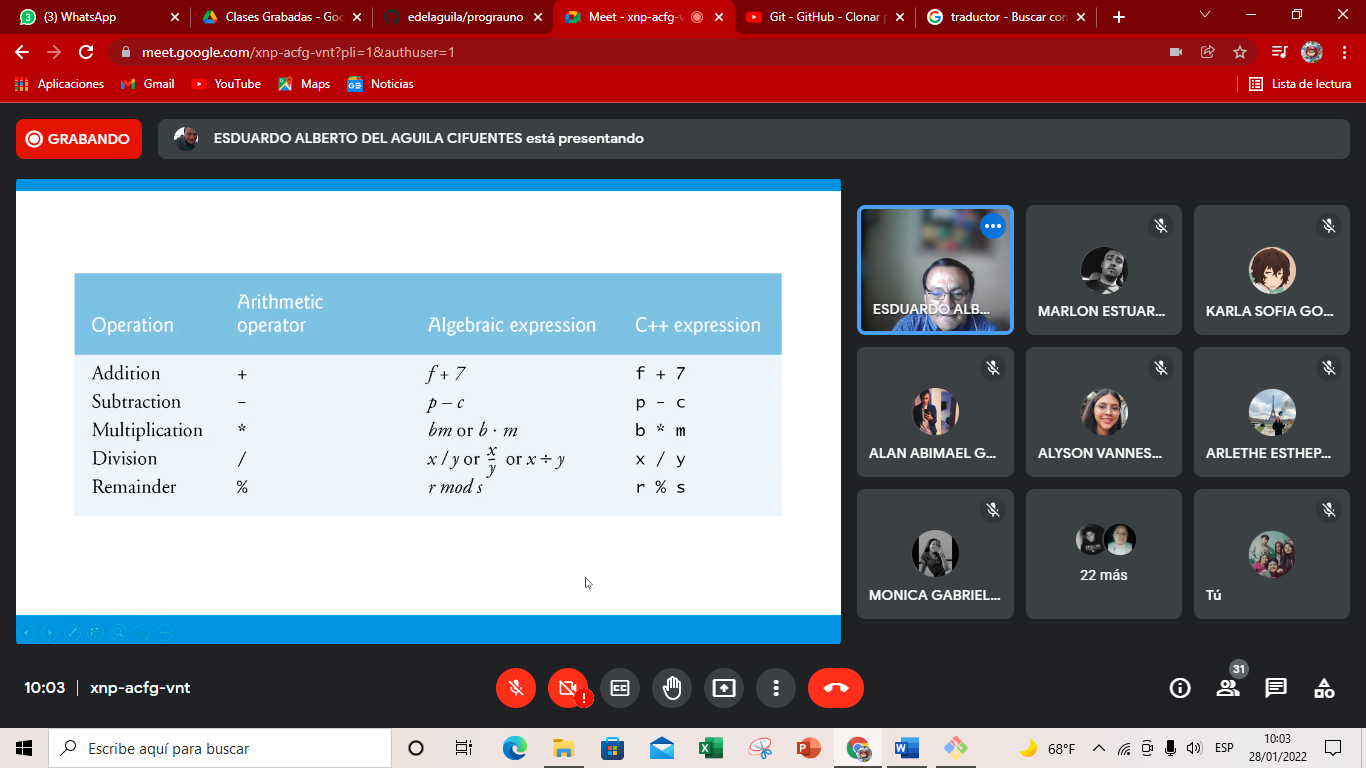 (3) WhatsApp
Clases Grabadas - Goo
edelaguila/prograuno
Meet - xnp-acfg-v
Git - GitHub - Clonar
traductor - Buscar con
meet.google.com/xnp-acfg-vnt?pli=1&authuser=1
Aplicaciones Gmail YouTube Maps Noticias Lista de lectura
GRABANDO
ESDUARDO ALBERTO DEL AGUILA CIFUENTES está presentando
Operation Arithmetic operator Algebraic expression C++ expression
Addition + f + 7 f + 7
Subtraction – p – c p - c
Multiplication * bm or b · m b * m
Division / x / y or x/y or x ÷ y x / y
Remainder % r mod s r % s
ESDUARDO ALB...
MARLON ESTUAR...
KARLA SOFIA GO...
ALAN ABIMAEL G...
ALYSON VANNES...
ARLETHE ESTHEP...
MONICA GABRIEL...
22 más
Tú
10:03 | xnp-acfg-vnt
31
Escribe aquí para buscar
68°F
ESP
10:03
28/01/2022